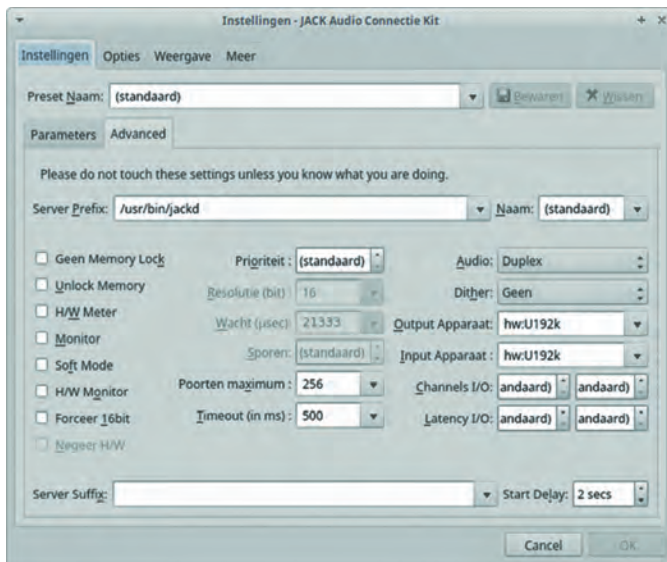 Instellingen - JACK Audio Connectie Kit
Instellingen Opties Weergave Meer
Preset Naam: (standaard) Bewaren Wissen
Parameters Advanced
Please do not touch these settings unless you know what you are doing.
Server Prefix: /usr/bin/jackd Naam: (standaard)
Geen Memory Lock Prioriteit : (standaard) Audio: Duplex
Unlock Memory Resolutie (bit) : 16 Dither: Geen
H/W Meter Wacht (µsec): 21333 Output Apparaat: hw:U192k
Monitor Sporen: (standaard) Input Apparaat : hw:U192k
Soft Mode Poorten maximum : 256 Channels I/O: andaard) andaard)
H/W Monitor Timeout (in ms) : 500 Latency I/O: andaard) andaard)
Forceer 16bit
Negeer H/W
Server Suffix: Start Delay: 2 secs
Cancel OK